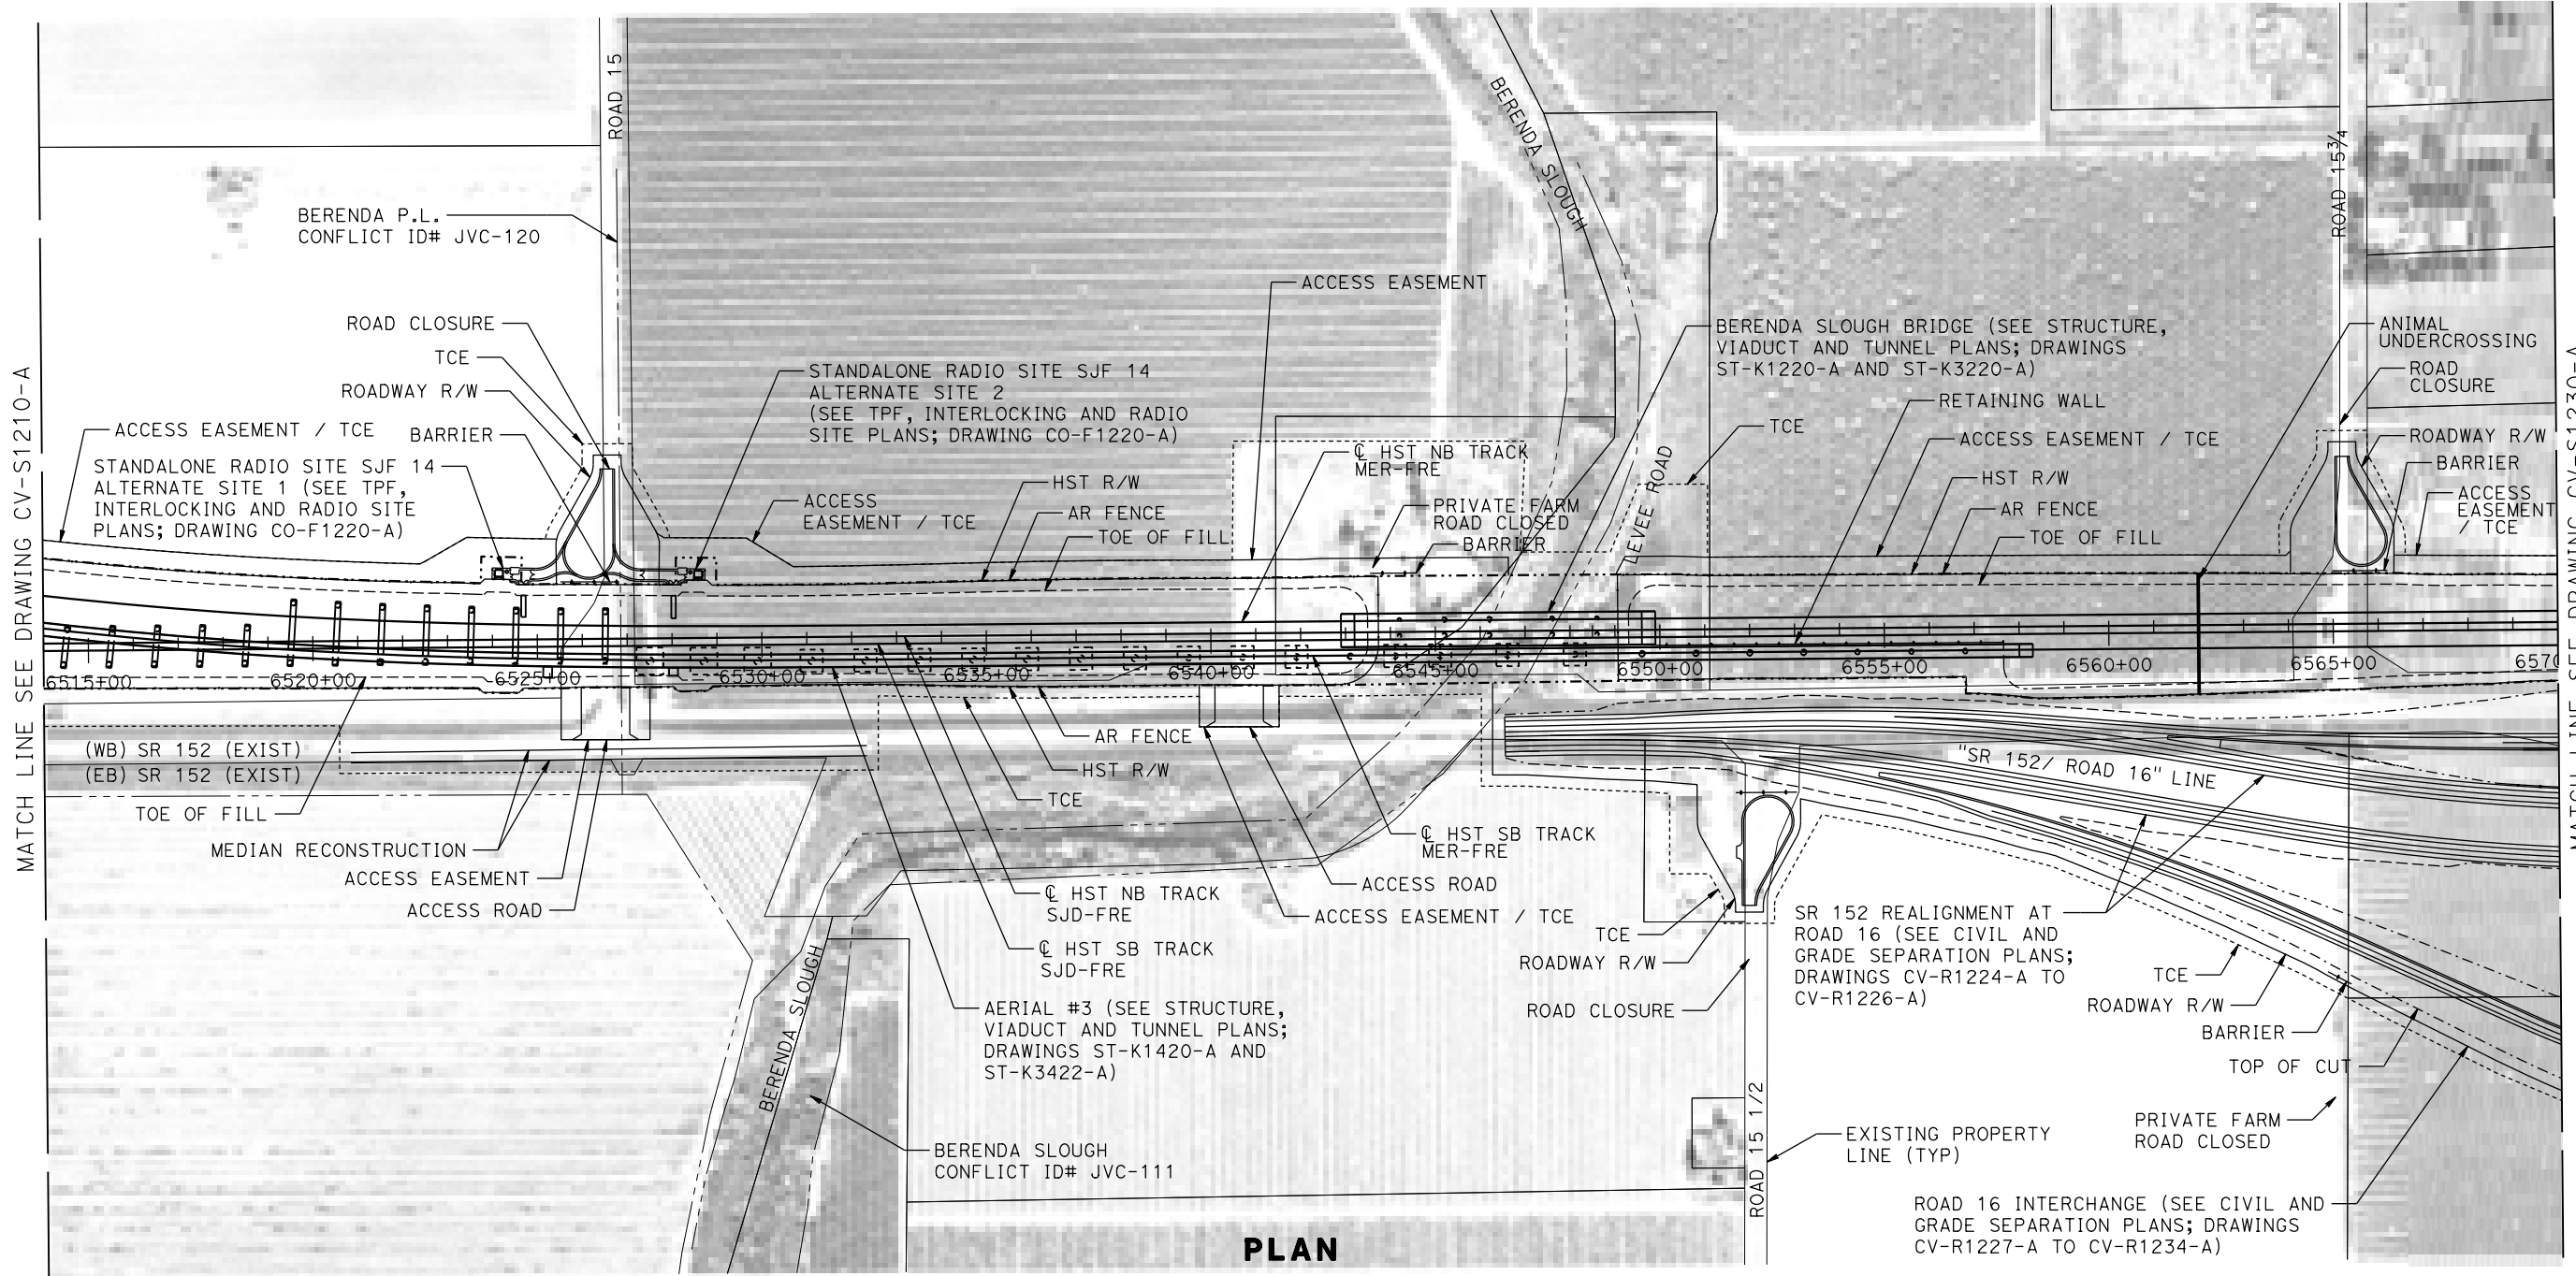 MATCH LINE SEE DRAWING CV-S1210-A
ROAD 15
BERENDA P.L.
CONFLICT ID# JVC-120
ROAD CLOSURE
TCE
ROADWAY R/W
BARRIER
ACCESS EASEMENT / TCE
STANDALONE RADIO SITE SJF 14
ALTERNATE SITE 1 (SEE TPF,
INTERLOCKING AND RADIO SITE
PLANS; DRAWING CO-F1220-A)
STANDALONE RADIO SITE SJF 14
ALTERNATE SITE 2
(SEE TPF, INTERLOCKING AND RADIO
SITE PLANS; DRAWING CO-F1220-A)
ACCESS
EASEMENT / TCE
HST R/W
AR FENCE
TOE OF FILL
ACCESS EASEMENT
℄ HST NB TRACK
MER-FRE
PRIVATE FARM
ROAD CLOSED
BARRIER
BERENDA SLOUGH
BERENDA SLOUGH
LEVEE ROAD
BERENDA SLOUGH BRIDGE (SEE STRUCTURE,
VIADUCT AND TUNNEL PLANS; DRAWINGS
ST-K1220-A AND ST-K3220-A)
RETAINING WALL
TCE
ACCESS EASEMENT / TCE
HST R/W
AR FENCE
TOE OF FILL
ROAD 15¾
ANIMAL
UNDERCROSSING
ROAD
CLOSURE
ROADWAY R/W
BARRIER
ACCESS
EASEMENT
/ TCE
6515+00
6520+00
6525+00
6530+00
6535+00
6540+00
6545+00
6550+00
6555+00
6560+00
6565+00
6570
(WB) SR 152 (EXIST)
(EB) SR 152 (EXIST)
TOE OF FILL
MEDIAN RECONSTRUCTION
ACCESS EASEMENT
ACCESS ROAD
AR FENCE
HST R/W
TCE
℄ HST NB TRACK
SJD-FRE
℄ HST SB TRACK
SJD-FRE
AERIAL #3 (SEE STRUCTURE,
VIADUCT AND TUNNEL PLANS;
DRAWINGS ST-K1420-A AND
ST-K3422-A)
℄ HST SB TRACK
MER-FRE
ACCESS ROAD
ACCESS EASEMENT / TCE
BERENDA SLOUGH
BERENDA SLOUGH
CONFLICT ID# JVC-111
TCE
ROADWAY R/W
ROAD CLOSURE
ROAD 15 1/2
EXISTING PROPERTY
LINE (TYP)
"SR 152/ ROAD 16" LINE
SR 152 REALIGNMENT AT
ROAD 16 (SEE CIVIL AND
GRADE SEPARATION PLANS;
DRAWINGS CV-R1224-A TO
CV-R1226-A)
TCE
ROADWAY R/W
BARRIER
TOP OF CUT
PRIVATE FARM
ROAD CLOSED
ROAD 16 INTERCHANGE (SEE CIVIL AND
GRADE SEPARATION PLANS; DRAWINGS
CV-R1227-A TO CV-R1234-A)
MATCH LINE SEE DRAWING CV-S1230-A
PLAN